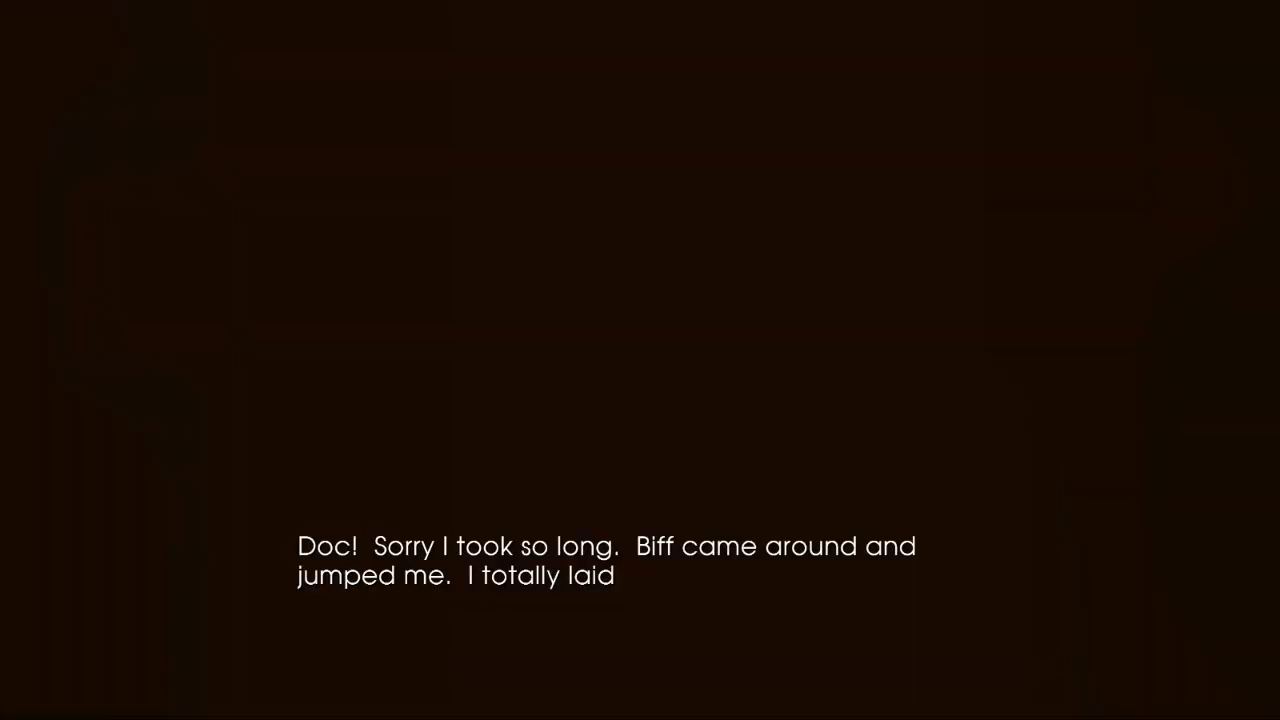 Doc!  Sorry I took so long.  Biff came around and
jumped me.  I totally laid